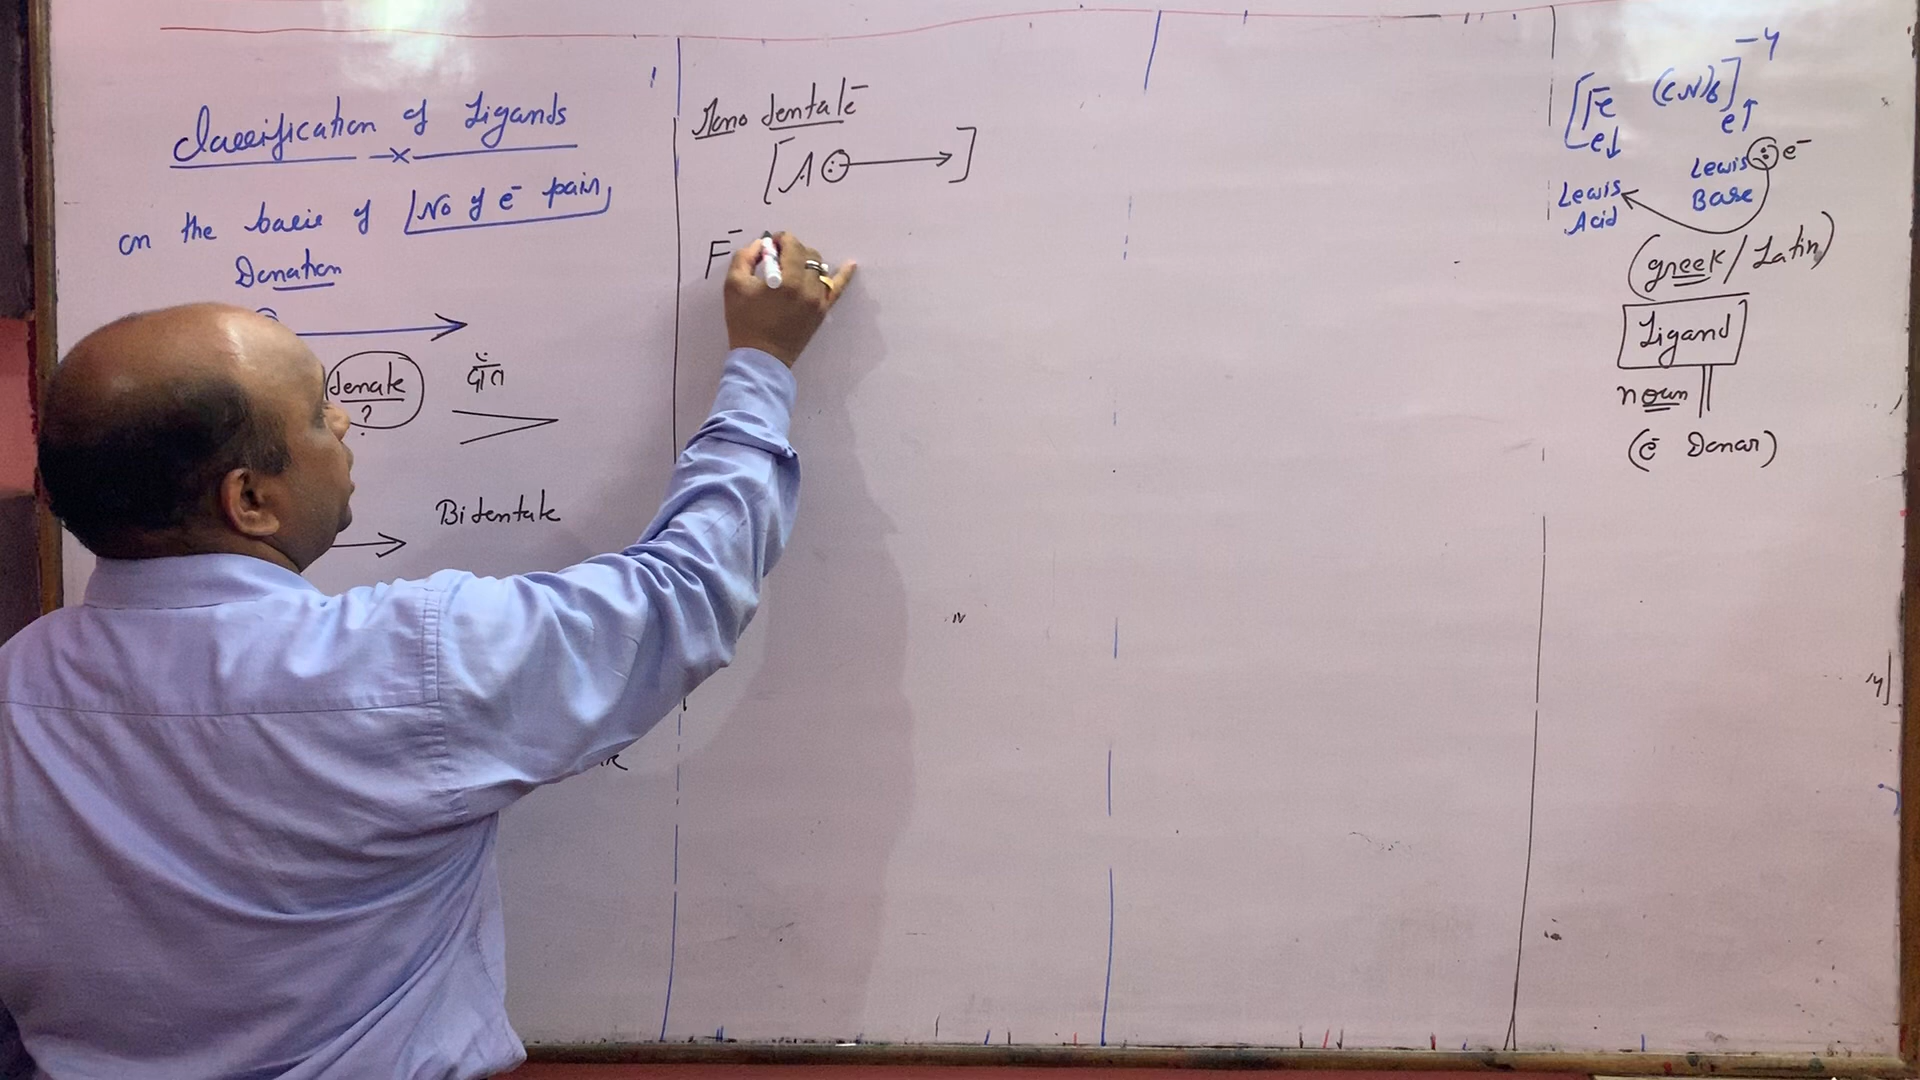 Classification of Ligands
—x—
on the basis of No of e⁻ pair
Donation
denate
?
दाँत
Bidentate
Mono dentate
[A : → ]
F⁻
[Fe (CN)6]⁻⁴
e↓ e↑
Lewis Acid
Lewis Base
: e⁻
(greek/Latin)
Ligand
noun
(e⁻ Donar)